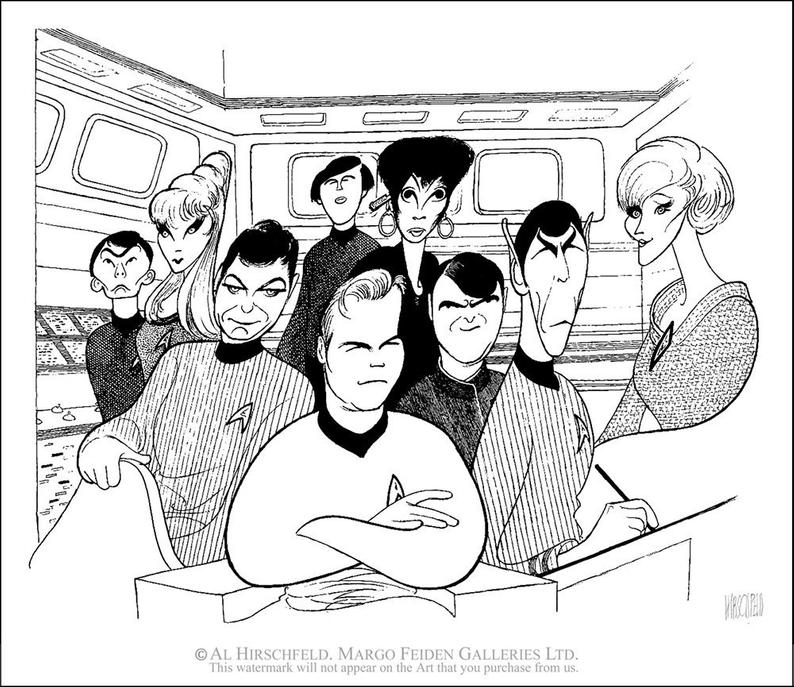 HIRSCHFELD
© AL HIRSCHFELD. MARGO FEIDEN GALLERIES LTD.
This watermark will not appear on the Art that you purchase from us.